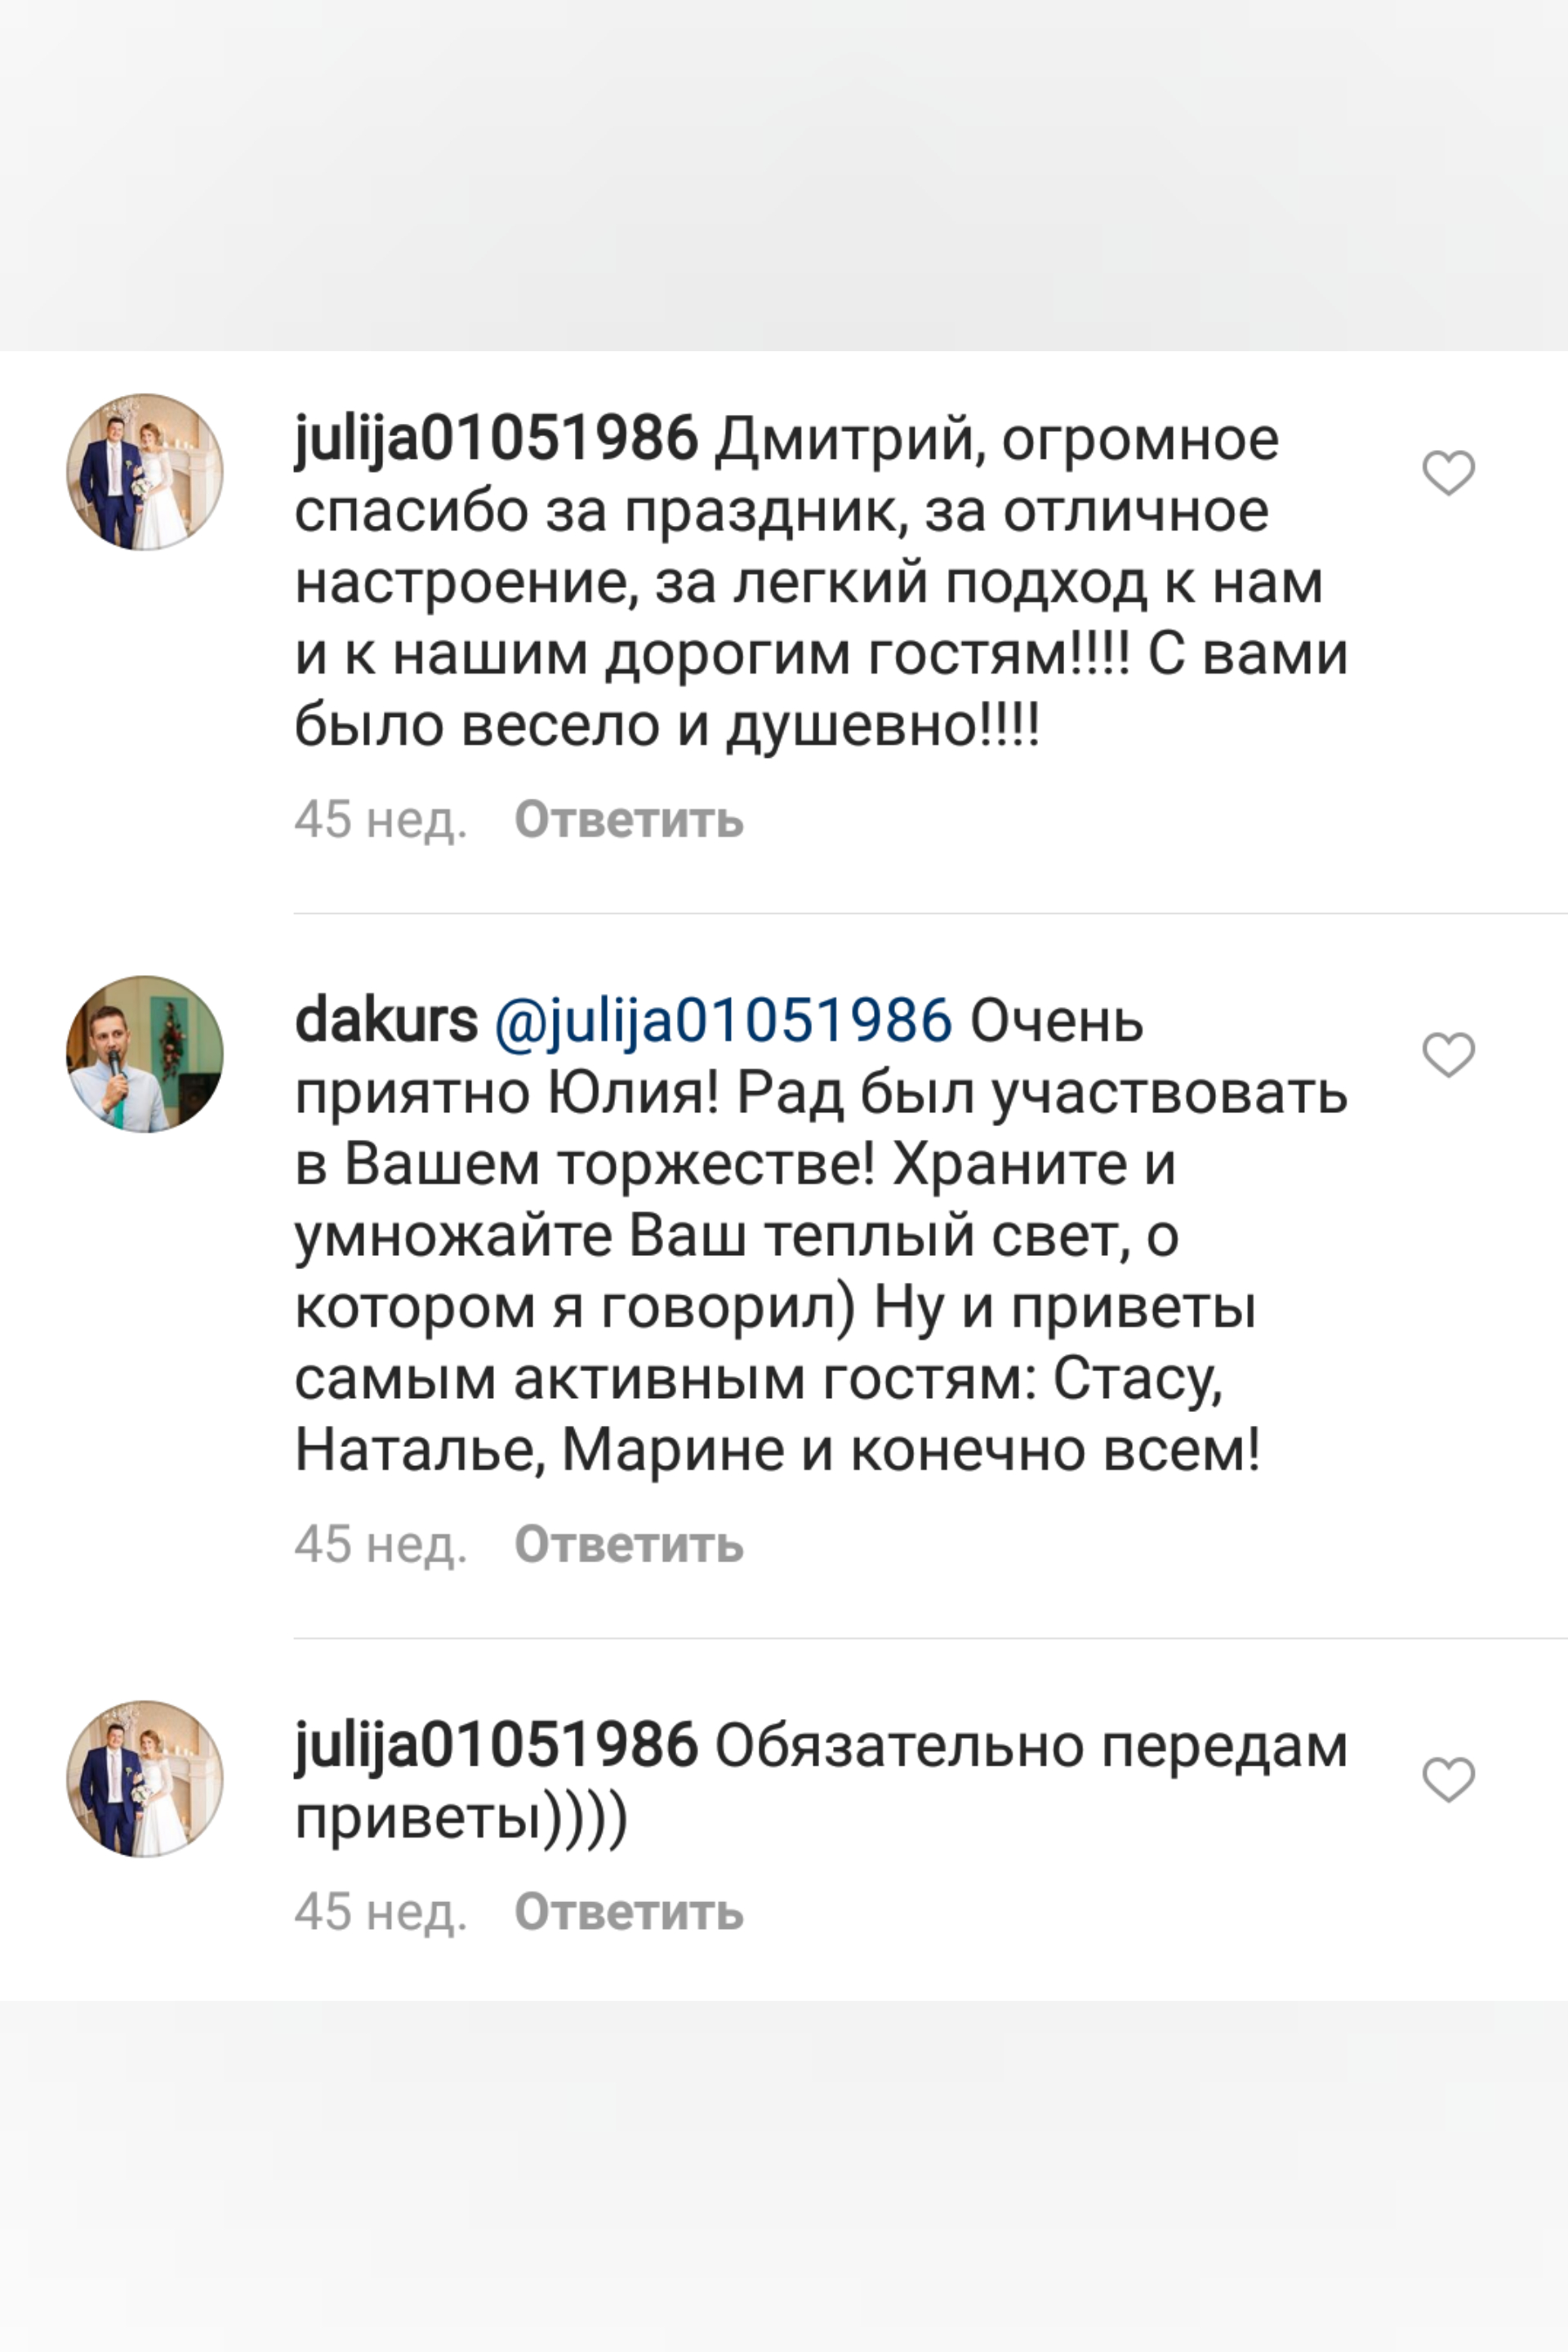 julija01051986 Дмитрий, огромное
спасибо за праздник, за отличное
настроение, за легкий подход к нам
и к нашим дорогим гостям!!!! С вами
было весело и душевно!!!!
45 нед. Ответить
dakurs @julija01051986 Очень
приятно Юлия! Рад был участвовать
в Вашем торжестве! Храните и
умножайте Ваш теплый свет, о
котором я говорил) Ну и приветы
самым активным гостям: Стасу,
Наталье, Марине и конечно всем!
45 нед. Ответить
julija01051986 Обязательно передам
приветы))))
45 нед. Ответить